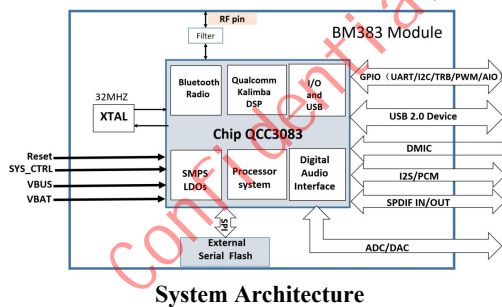 RF pin
BM383 Module
Filter
Bluetooth
Radio
Qualcomm
Kalimba
DSP
I/O
and
USB
GPIO（UART/I2C/TRB/PWM/AIO）
32MHZ
XTAL
USB 2.0 Device
Chip QCC3083
DMIC
Reset
SYS_CTRL
VBUS
VBAT
SMPS
LDOs
Processor
system
Digital
Audio
Interface
I2S/PCM
SPDIF IN/OUT
SPI
External
Serial Flash
ADC/DAC
Confidential
System Architecture